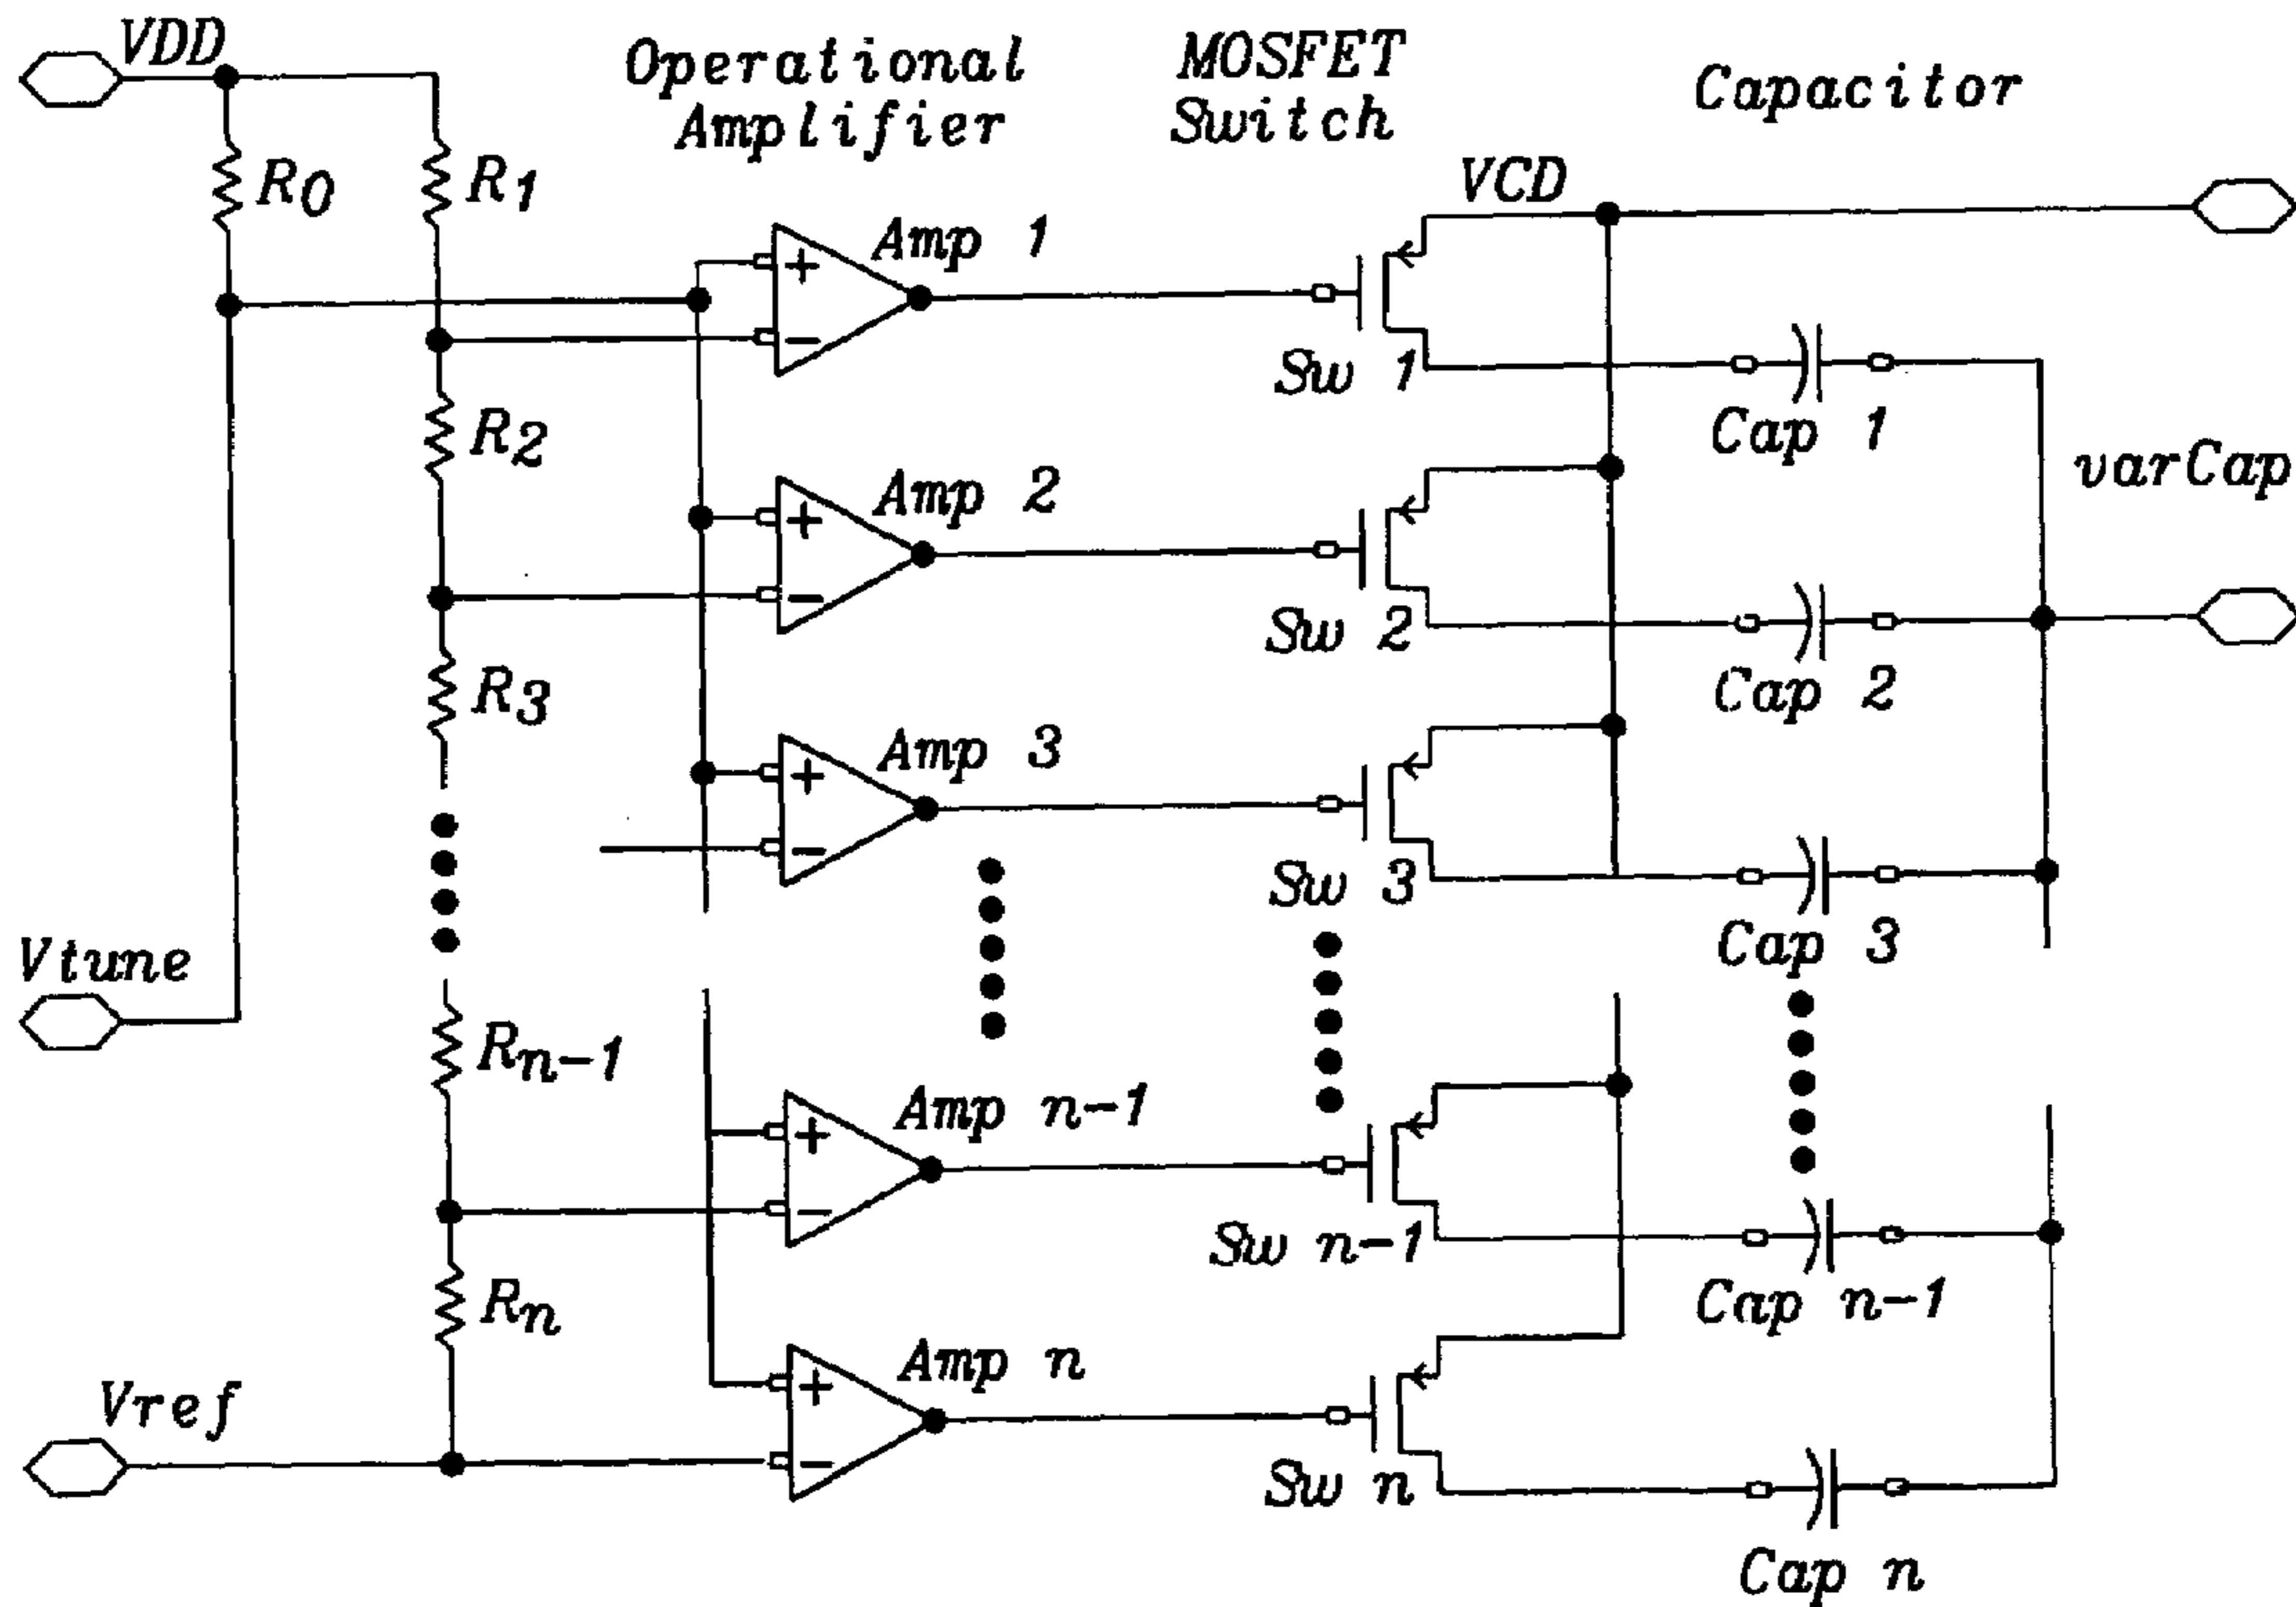 VDD
Operational
Amplifier
MOSFET
Switch
Capacitor
R0
R1
VCD
+
Amp 1
−
Sw 1
Cap 1
R2
varCap
+
Amp 2
−
Sw 2
Cap 2
R3
+
Amp 3
−
Sw 3
Cap 3
Vtune
Rn-1
+
Amp n-1
−
Sw n-1
Cap n-1
Rn
+
Amp n
−
Vref
Sw n
Cap n